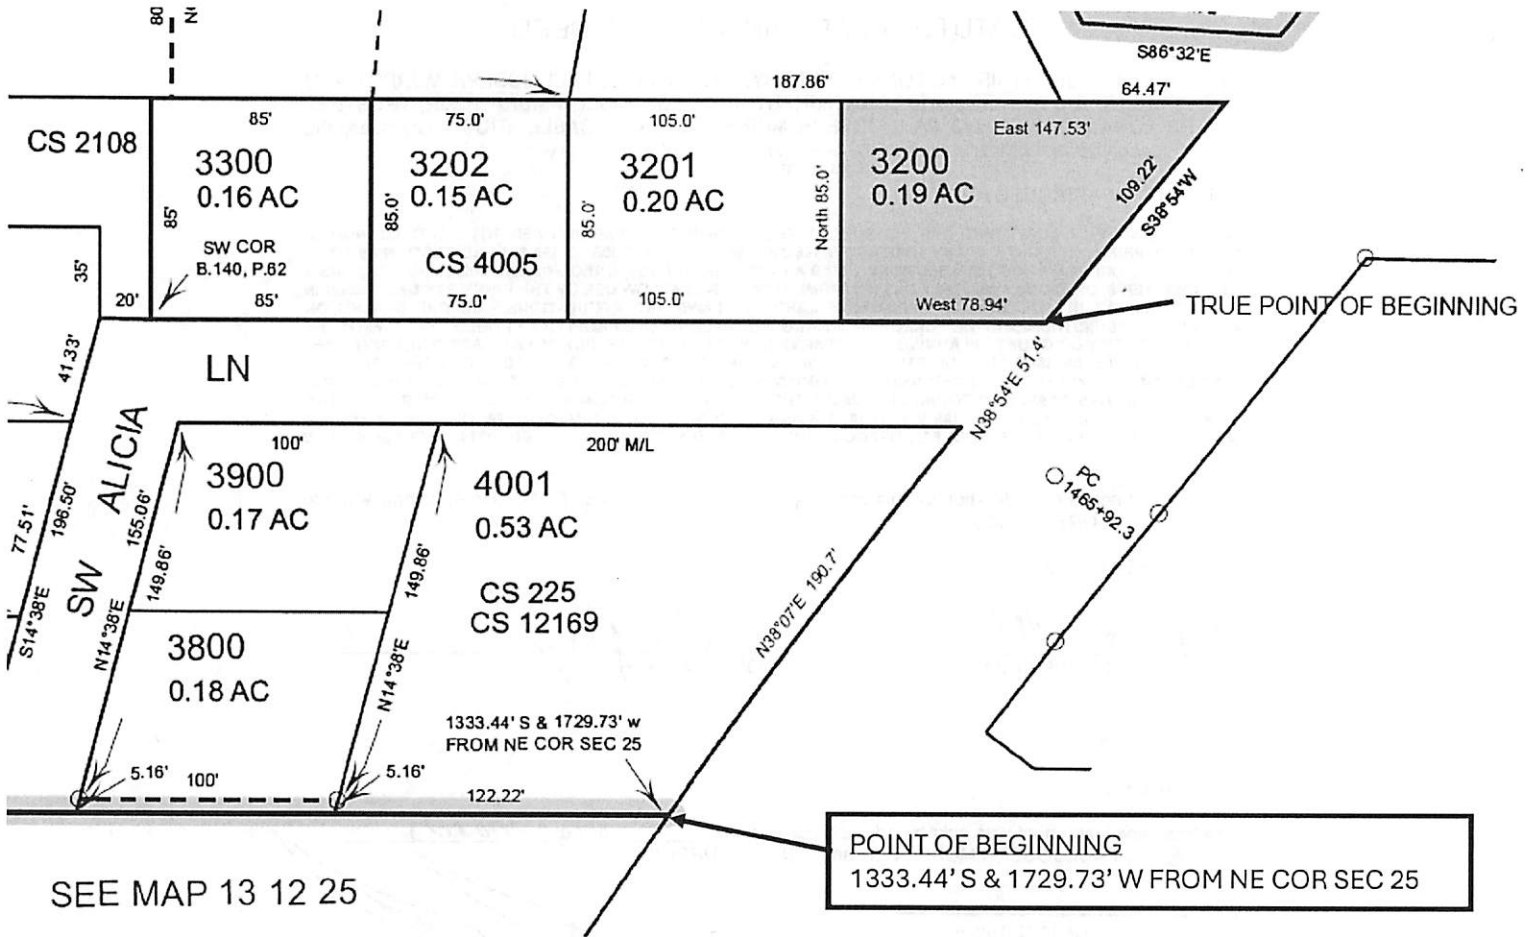 80
N
S86°32'E
187.86'
64.47'
CS 2108
85'
75.0'
105.0'
East 147.53'
3300
0.16 AC
3202
0.15 AC
3201
0.20 AC
3200
0.19 AC
85'
85.0'
85.0'
North 85.0'
109.22'
S38°54'W
SW COR
B.140, P.62
CS 4005
35'
20'
85'
75.0'
105.0'
West 78.94'
TRUE POINT OF BEGINNING
41.33'
LN
N38°54'E 51.4'
SW ALICIA
100'
200' M/L
3900
0.17 AC
4001
0.53 AC
PC
1465+92.3
77.51'
196.50'
155.06'
149.86'
149.86'
CS 225
CS 12169
N38°07'E 190.7'
S14°38'E
N14°38'E
3800
0.18 AC
N14°38'E
1333.44' S & 1729.73' w
FROM NE COR SEC 25
5.16'
100'
5.16'
122.22'
POINT OF BEGINNING
1333.44' S & 1729.73' W FROM NE COR SEC 25
SEE MAP 13 12 25